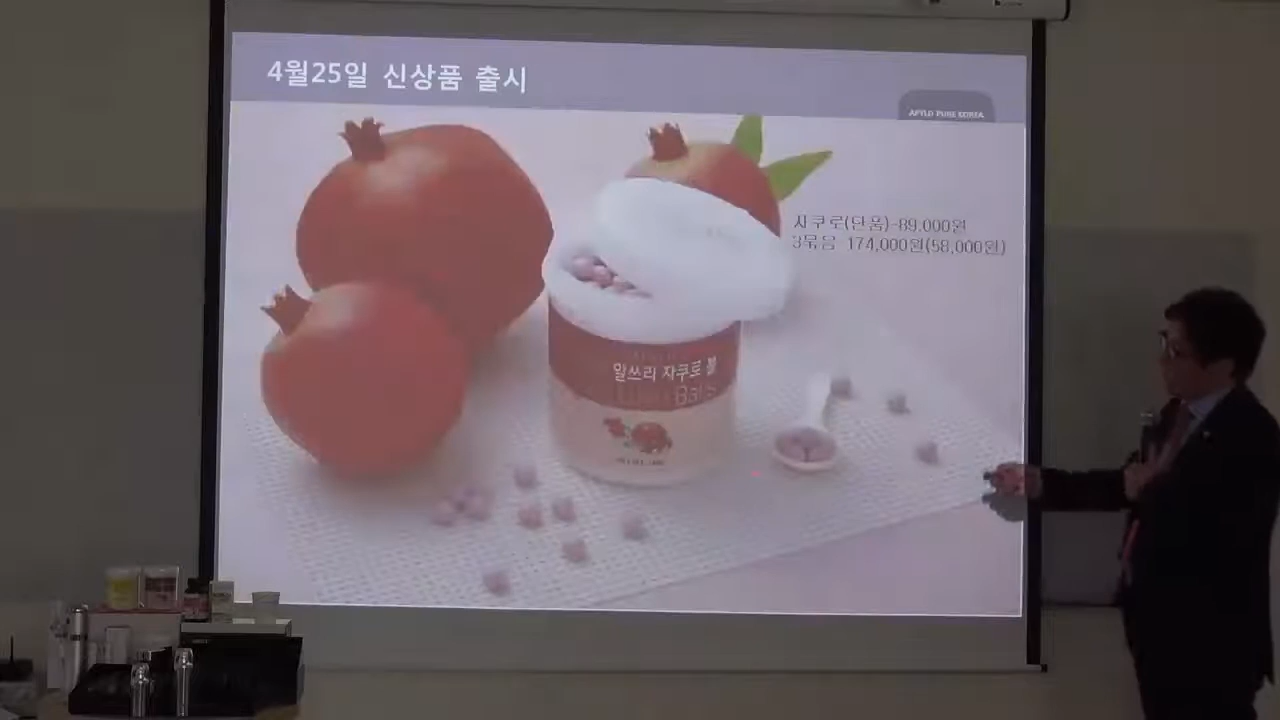 4월25일 신상품 출시
APYLD PURE KOREA
자쿠로(단품)-89,000원
3묶음 174,000원(58,000원)
알쓰리 자쿠로 볼
Balls